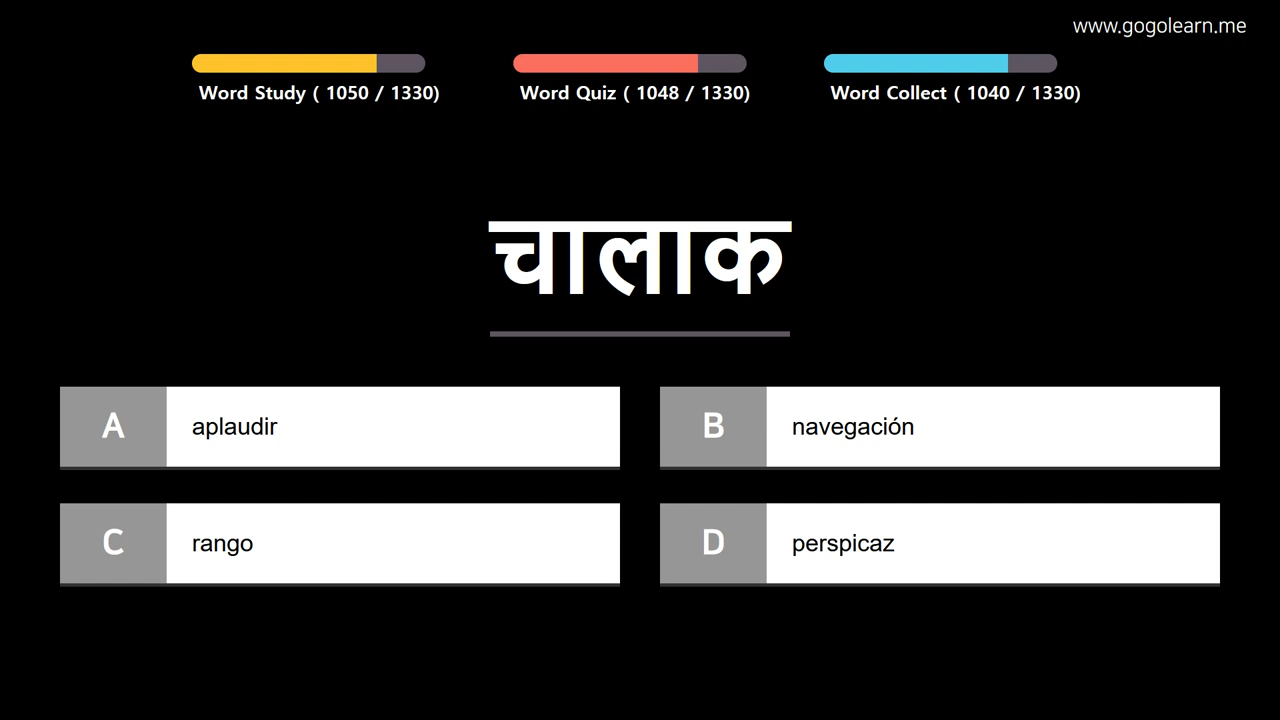 www.gogolearn.me
Word Study ( 1050 / 1330)
Word Quiz ( 1048 / 1330)
Word Collect ( 1040 / 1330)
चालाक
A aplaudir
B navegación
C rango
D perspicaz